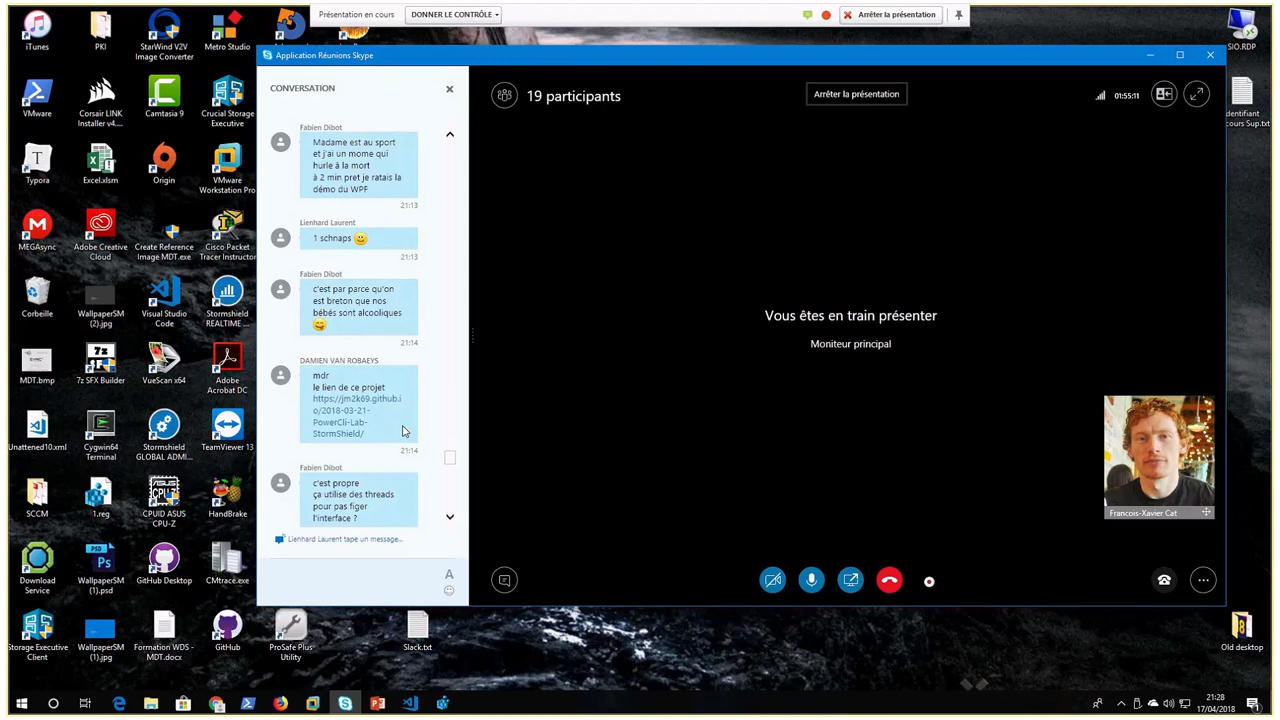 Présentation en cours
DONNER LE CONTRÔLE
Arrêter la présentation
iTunes
PKI
StarWind V2V
Image Converter
Metro Studio
SIO.RDP
VMware
Corsair LINK
Installer v4....
Camtasia 9
Crucial Storage
Executive
Typora
Excel.xlsm
Origin
VMware
Workstation Pro
MEGAsync
Adobe Creative
Cloud
Create Reference
Image MDT.exe
Cisco Packet
Tracer Instructor
Corbeille
WallpaperSM
(2).jpg
Visual Studio
Code
Stormshield
REALTIME ...
MDT.bmp
7z SFX Builder
VueScan x64
Adobe
Acrobat DC
Unattened10.xml
Cygwin64
Terminal
Stormshield
GLOBAL ADMI...
TeamViewer 13
SCCM
1.reg
CPUID ASUS
CPU-Z
HandBrake
Download
Service
WallpaperSM
(1).psd
GitHub Desktop
CMtrace.exe
Storage Executive
Client
WallpaperSM
(1).jpg
Formation WDS -
MDT.docx
GitHub
ProSafe Plus
Utility
Slack.txt
Old desktop
dentifiant
cours Sup.txt
Application Réunions Skype
CONVERSATION
Fabien Dibot
Madame est au sport
et j'ai un mome qui
hurle à la mort
à 2 min pret je ratais la
démo du WPF
21:13
Lienhard Laurent
1 schnaps
21:13
Fabien Dibot
c'est par parce qu'on
est breton que nos
bébés sont alcooliques
21:14
DAMIEN VAN ROBAEYS
mdr
le lien de ce projet
https://jm2k69.github.i
o/2018-03-21-
PowerCli-Lab-
StormShield/
21:14
Fabien Dibot
c'est propre
ça utilise des threads
pour pas figer
l'interface ?
Lienhard Laurent tape un message...
A
19 participants
Arrêter la présentation
01:55:11
Vous êtes en train présenter
Moniteur principal
Francois-Xavier Cat
21:28
17/04/2018